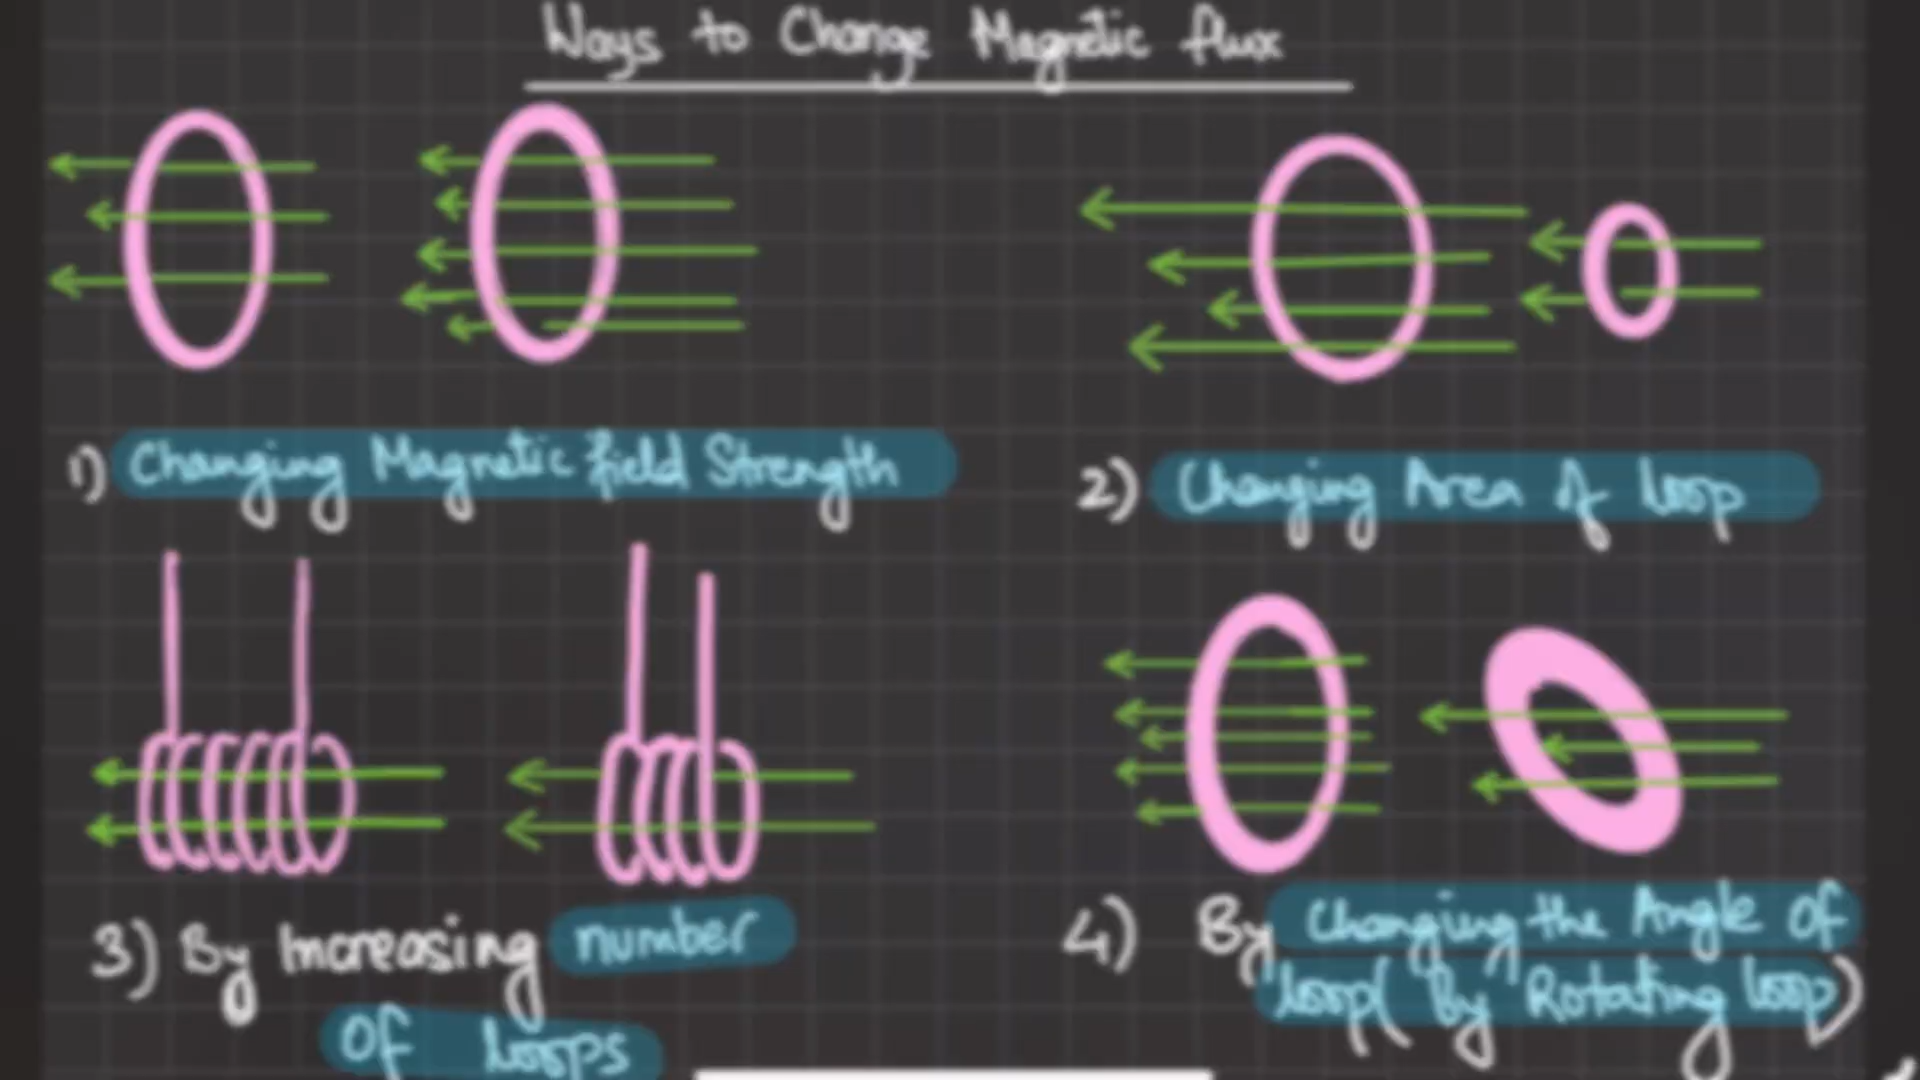 Ways to Change Magnetic flux
1) Changing Magnetic field Strength
2) Changing Area of loop
3) By Increasing number
of loops
4) By Changing the Angle of
loop( By Rotating loop)